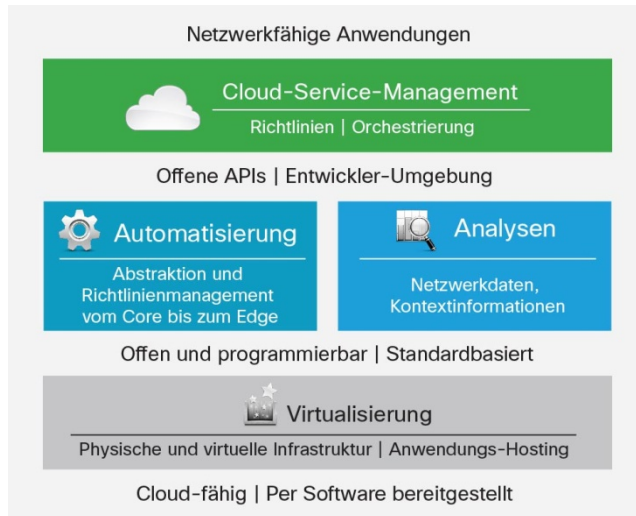 Netzwerkfähige Anwendungen
Cloud-Service-Management
Richtlinien | Orchestrierung
Offene APIs | Entwickler-Umgebung
Automatisierung
Abstraktion und
Richtlinienmanagement
vom Core bis zum Edge
Analysen
Netzwerkdaten,
Kontextinformationen
Offen und programmierbar | Standardbasiert
Virtualisierung
Physische und virtuelle Infrastruktur | Anwendungs-Hosting
Cloud-fähig | Per Software bereitgestellt